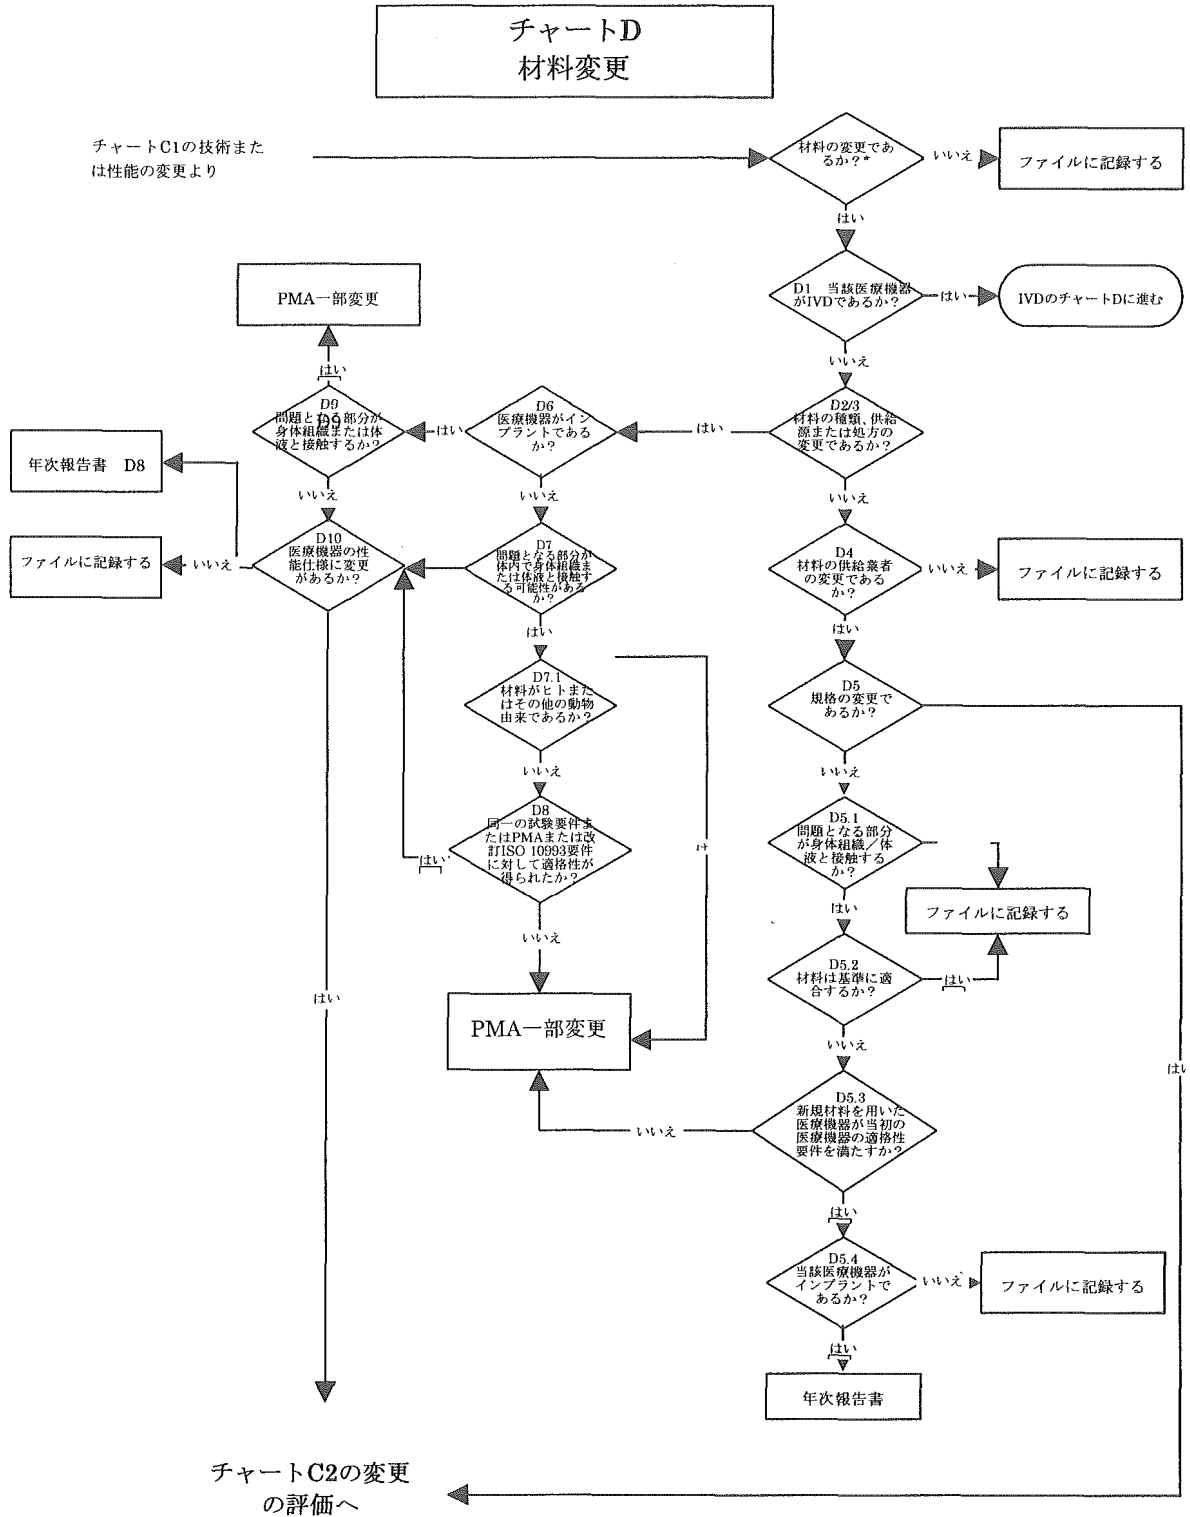 チャートD
材料変更
チャートC1の技術また
は性能の変更より
材料の変更であ
るか？*
いいえ
ファイルに記録する
はい
D1　当該医療機器
がIVDであるか？
はい
IVDのチャートDに進む
いいえ
PMA一部変更
はい
D9
問題となる部分が
身体組織または体
液と接触するか？
はい
D6
医療機器がイン
プラントである
か？
はい
D2/3
材料の種類、供給
源または処方の
変更であるか？
年次報告書　D8
いいえ
いいえ
いいえ
ファイルに記録する
いいえ
D10
医療機器の性
能仕様に変更
があるか？
D7
問題となる部分が
体内で身体組織ま
たは体液と接触す
る可能性がある
か？
D4
材料の供給業者
の変更である
か？
いいえ
ファイルに記録する
はい
はい
D7.1
材料がヒトまた
はその他の動物
由来であるか？
D5
規格の変更で
あるか？
いいえ
いいえ
D8
同一の試験要件ま
たはPMAまたは改
訂ISO 10993要件
に対して適格性が
得られたか？
はい
D5.1
問題となる部分
が身体組織／体
液と接触する
か？
はい
ファイルに記録する
いいえ
D5.2
材料は基準に適
合するか？
はい
はい
PMA一部変更
いいえ
はい
D5.3
新規材料を用いた
医療機器が当初の
医療機器の適格性
要件を満たすか？
いいえ
はい
D5.4
当該医療機器が
インプラントで
あるか？
いいえ
ファイルに記録する
はい
年次報告書
チャートC2の変更
の評価へ